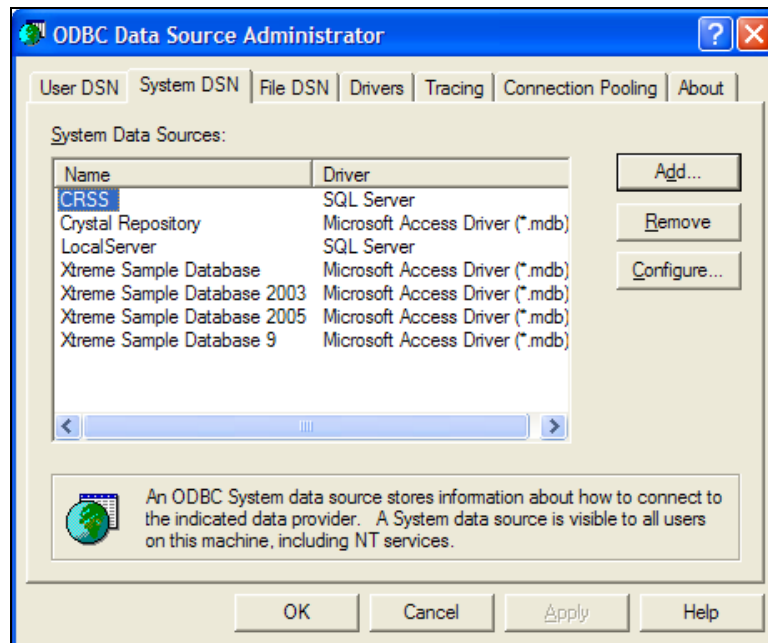 ODBC Data Source Administrator
User DSN System DSN File DSN Drivers Tracing Connection Pooling About
System Data Sources:
Name Driver
CRSS SQL Server
Crystal Repository Microsoft Access Driver (*.mdb)
LocalServer SQL Server
Xtreme Sample Database Microsoft Access Driver (*.mdb)
Xtreme Sample Database 2003 Microsoft Access Driver (*.mdb)
Xtreme Sample Database 2005 Microsoft Access Driver (*.mdb)
Xtreme Sample Database 9 Microsoft Access Driver (*.mdb)
Add...
Remove
Configure...
An ODBC System data source stores information about how to connect to
the indicated data provider. A System data source is visible to all users
on this machine, including NT services.
OK Cancel Apply Help